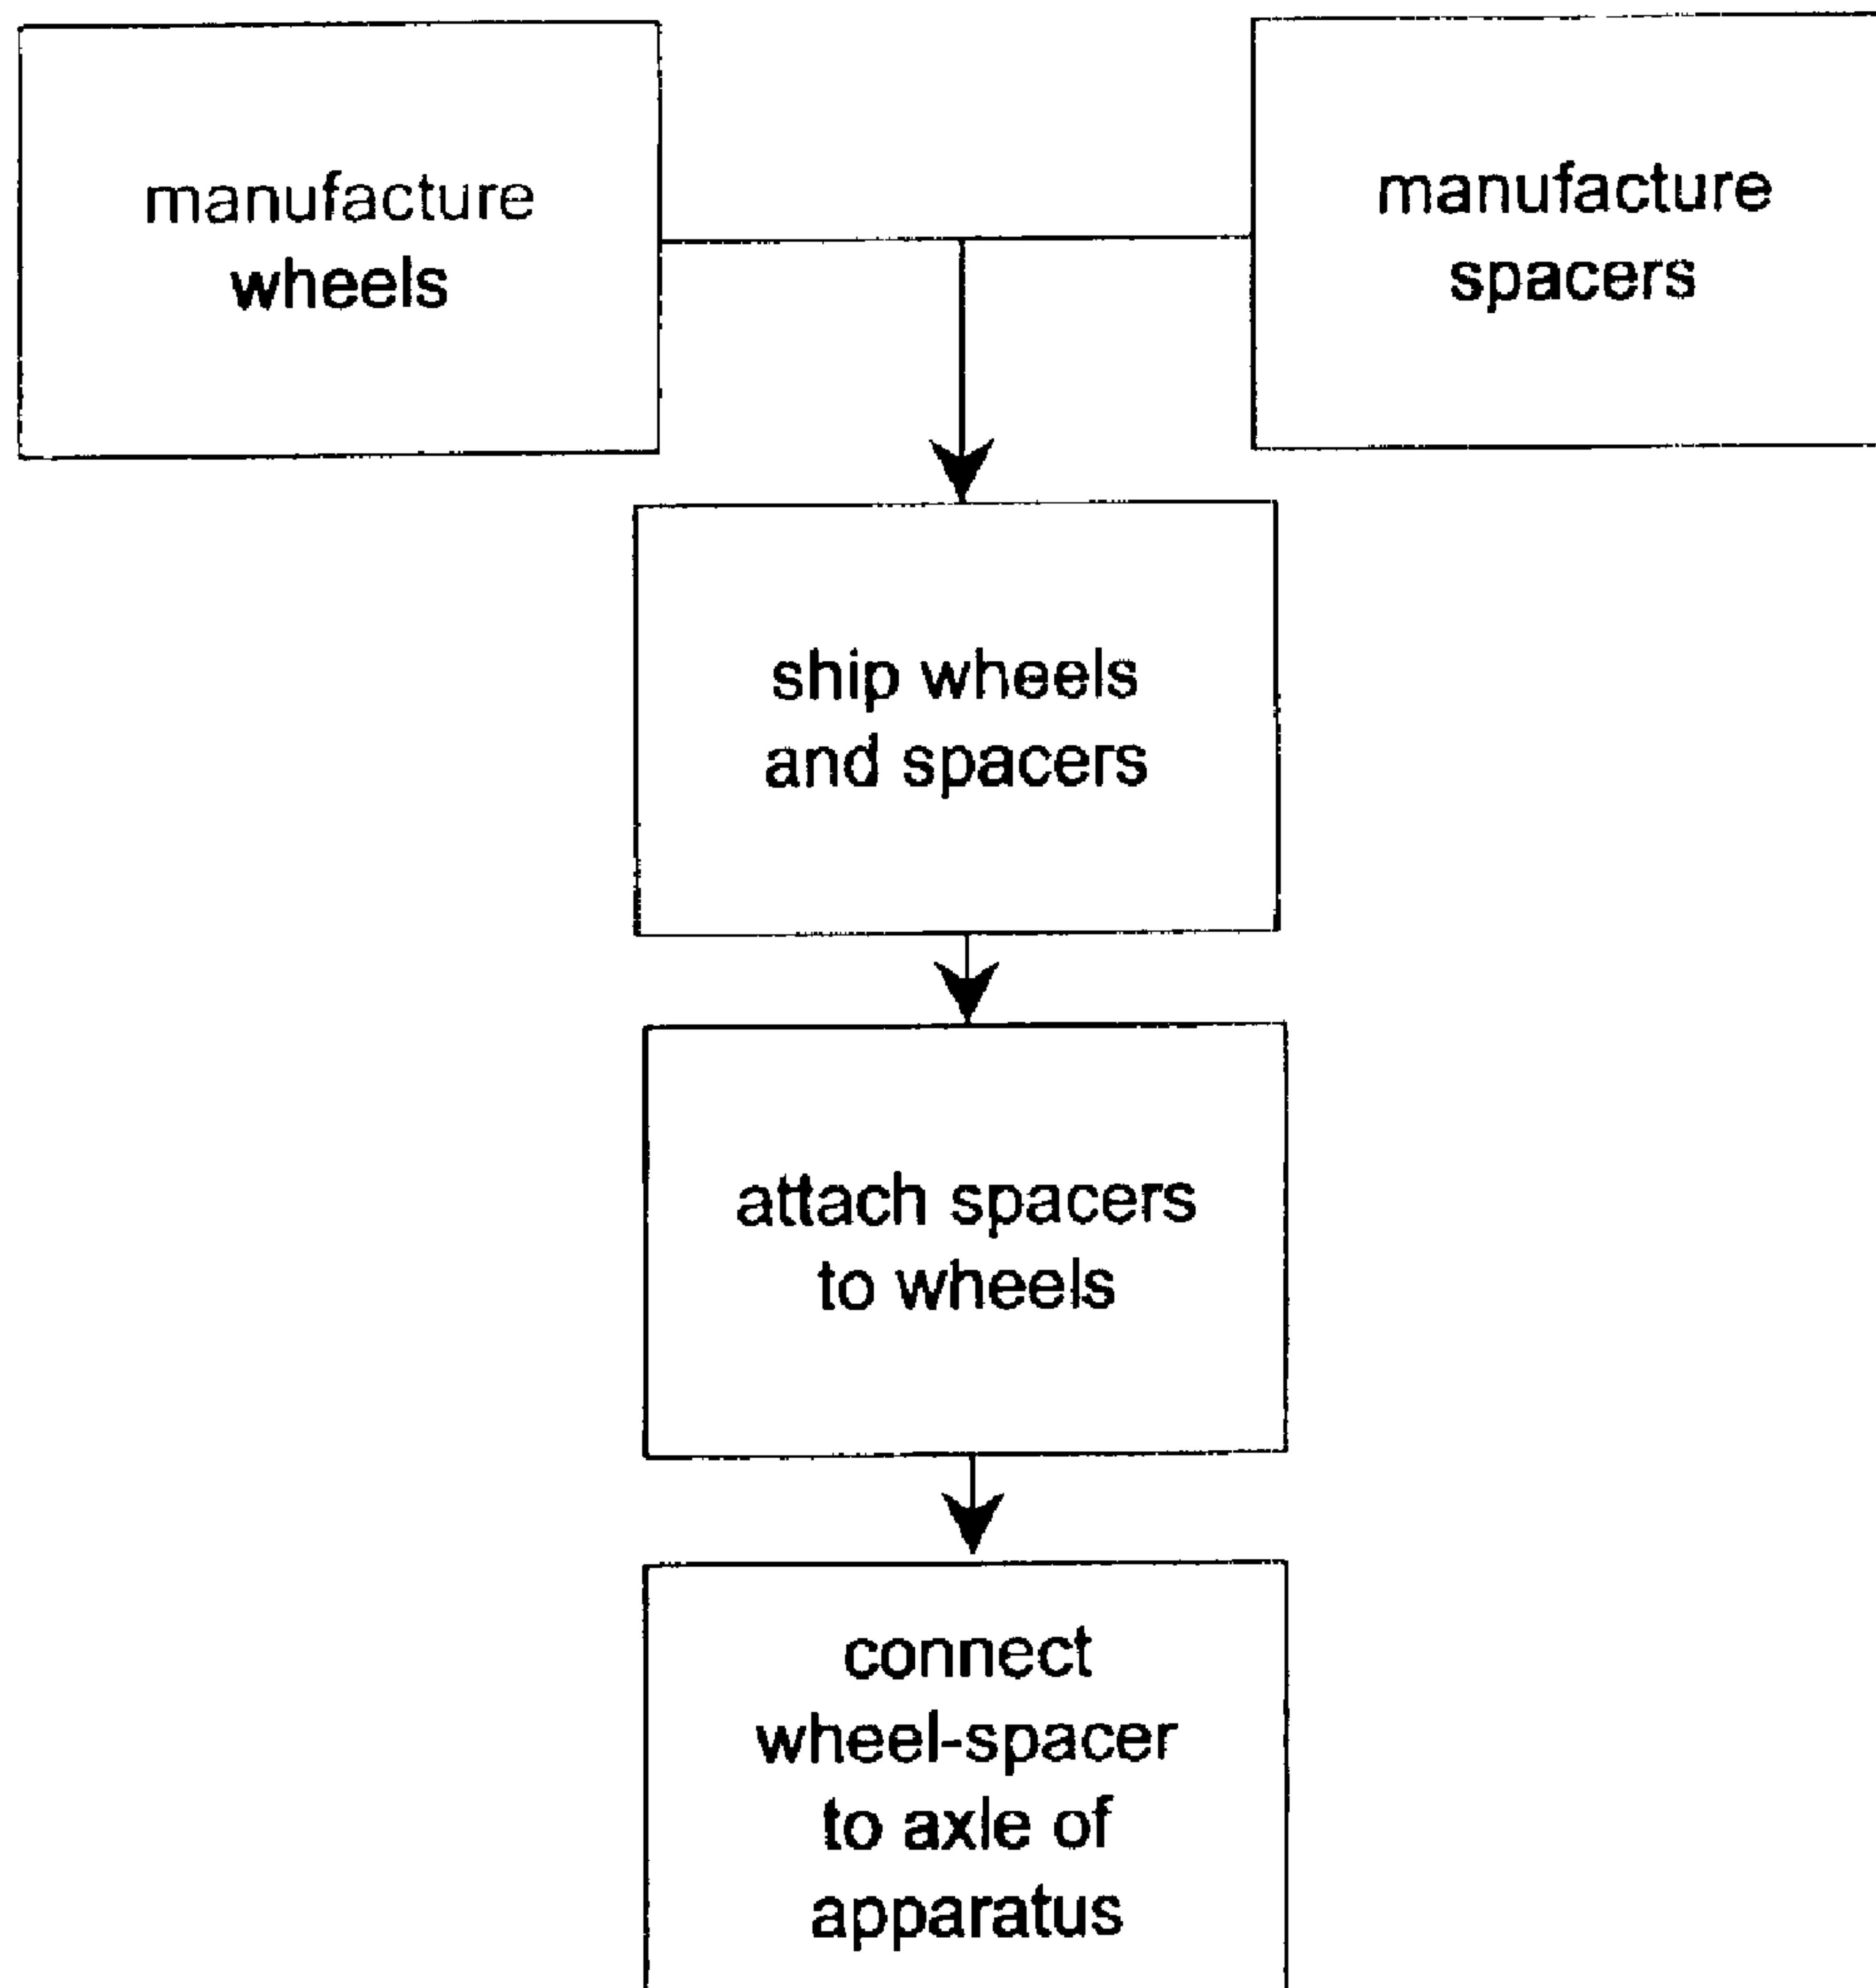 manufacture
wheels
manufacture
spacers
ship wheels
and spacers
attach spacers
to wheels
connect
wheel-spacer
to axle of
apparatus